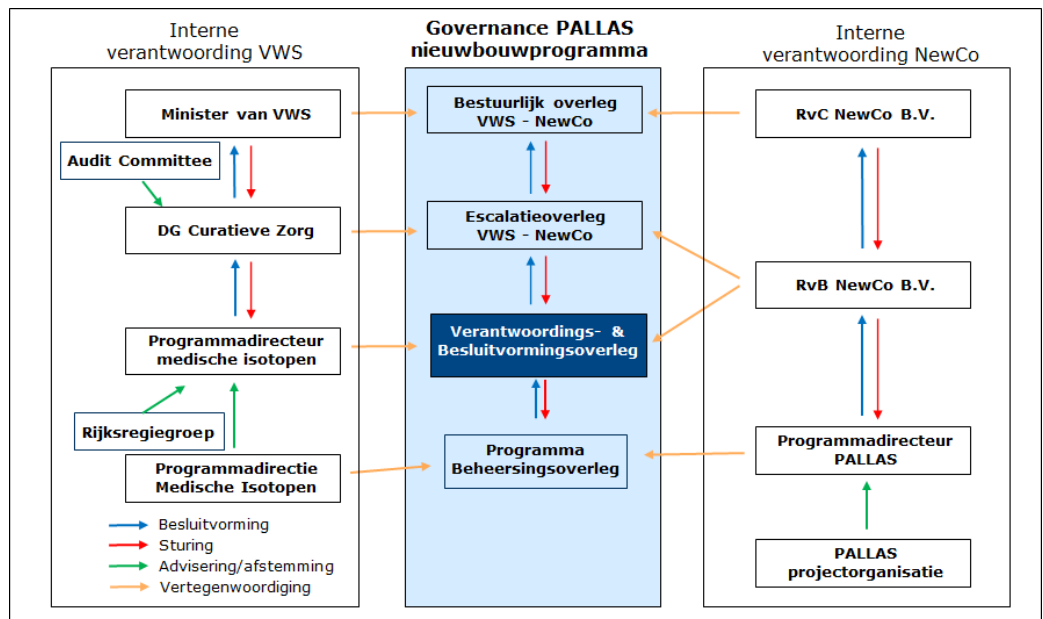 Interne
verantwoording VWS
Minister van VWS
Audit Committee
DG Curatieve Zorg
Programmadirecteur
medische isotopen
Rijksregiegroep
Programmadirectie
Medische Isotopen
Besluitvorming
Sturing
Advisering/afstemming
Vertegenwoordiging
Governance PALLAS
nieuwbouwprogramma
Bestuurlijk overleg
VWS - NewCo
Escalatieoverleg
VWS - NewCo
Verantwoordings- &
Besluitvormingsoverleg
Programma
Beheersingsoverleg
Interne
verantwoording NewCo
RvC NewCo B.V.
RvB NewCo B.V.
Programmadirecteur
PALLAS
PALLAS
projectorganisatie